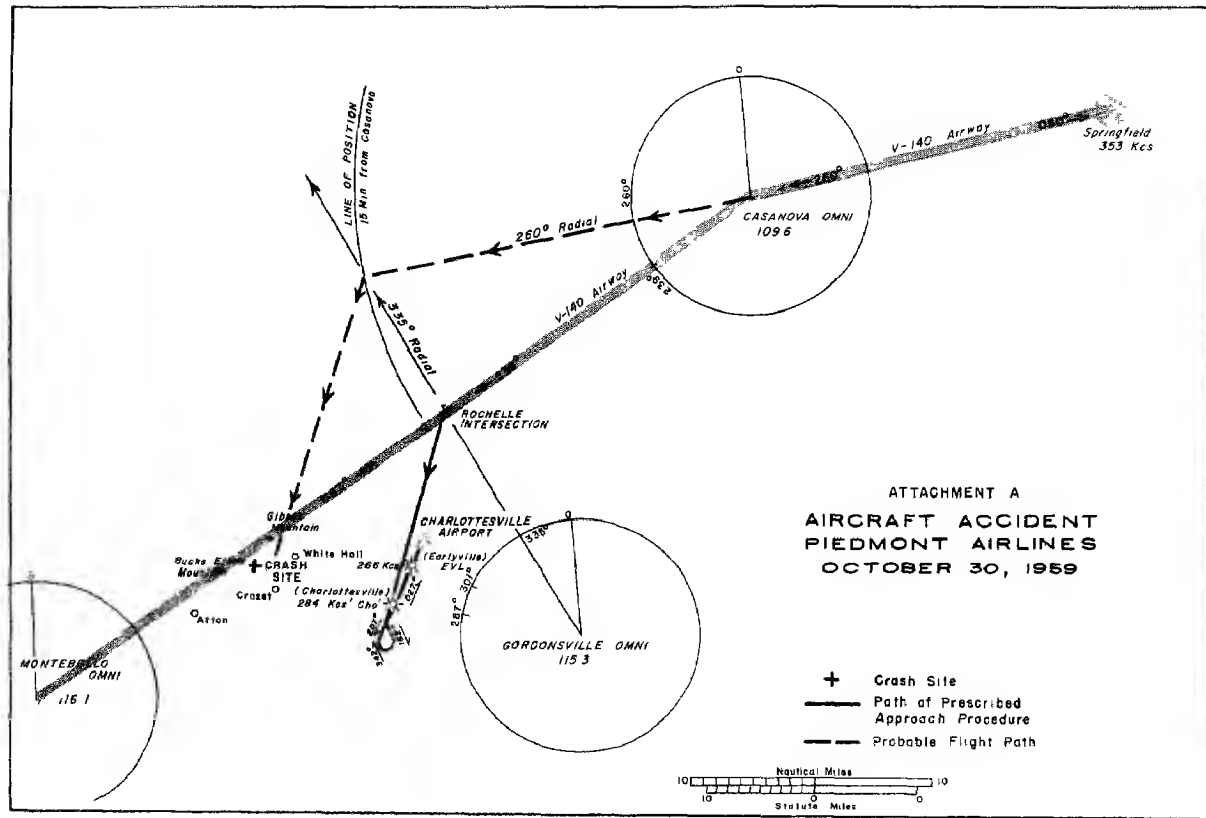 0
LINE OF POSITION
15 Min from Casanova
V-140 Airway
080°
Springfield
353 Kcs
260°
CASANOVA OMNI
109 6
260° Radial
239°
V-140 Airway
335° Radial
ROCHELLE
INTERSECTION
ATTACHMENT A
AIRCRAFT ACCIDENT
PIEDMONT AIRLINES
OCTOBER 30, 1959
Mountain
CHARLOTTESVILLE
AIRPORT
0
White Hall
266 Kcs
(Earlyville)
EVL
Bucks
CRASH
SITE
Crozet
(Charlottesville)
284 Kcs Cho
301°
287°
GORDONSVILLE OMNI
115 3
MONTEBELLO
OMNI
116 1
Crash Site
Path of Prescribed
Approach Procedure
Probable Flight Path
Nautical Miles
10
10
10
0
0
Statute Miles